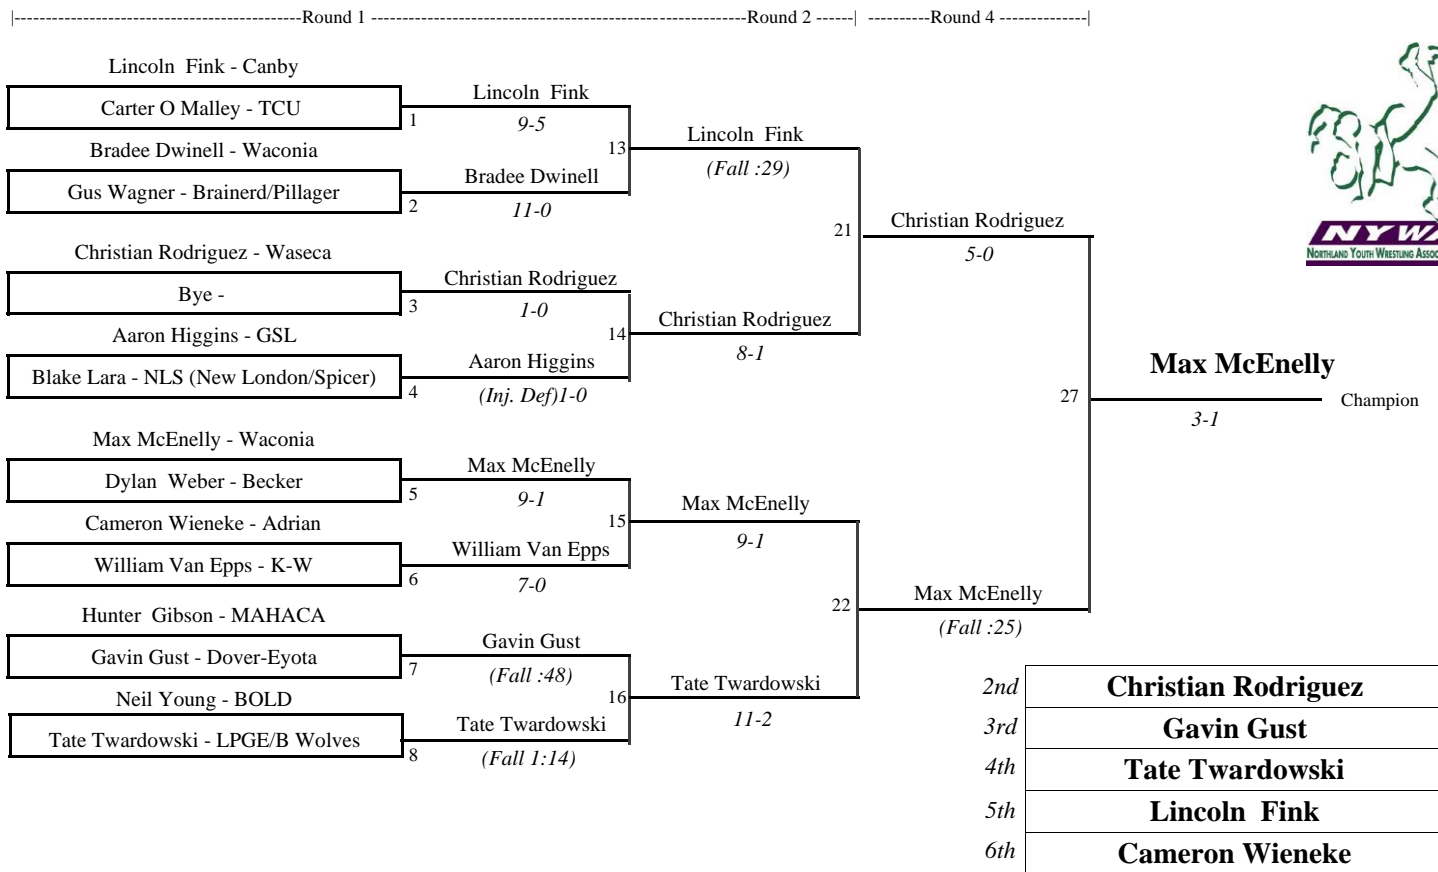 |-----------------------------------------Round 1 ------------------------------------------------------Round 2 ------| ----------Round 4 --------------|
Lincoln  Fink - Canby
Carter O Malley - TCU
1
Bradee Dwinell - Waconia
Gus Wagner - Brainerd/Pillager
2
Christian Rodriguez - Waseca
Bye -
3
Aaron Higgins - GSL
Blake Lara - NLS (New London/Spicer)
4
Max McEnelly - Waconia
Dylan  Weber - Becker
5
Cameron Wieneke - Adrian
William Van Epps - K-W
6
Hunter  Gibson - MAHACA
Gavin Gust - Dover-Eyota
7
Neil Young - BOLD
Tate Twardowski - LPGE/B Wolves
8
Lincoln  Fink
9-5
13
Bradee Dwinell
11-0
Christian Rodriguez
1-0
14
Aaron Higgins
(Inj. Def)1-0
Max McEnelly
9-1
15
William Van Epps
7-0
Gavin Gust
(Fall :48)
16
Tate Twardowski
(Fall 1:14)
Lincoln  Fink
(Fall :29)
21
Christian Rodriguez
8-1
Max McEnelly
9-1
22
Tate Twardowski
11-2
Christian Rodriguez
5-0
27
Max McEnelly
(Fall :25)
Max McEnelly
Champion
3-1
NYWA
NORTHLAND YOUTH WRESTLING ASSOC
2nd Christian Rodriguez
3rd Gavin Gust
4th Tate Twardowski
5th Lincoln  Fink
6th Cameron Wieneke